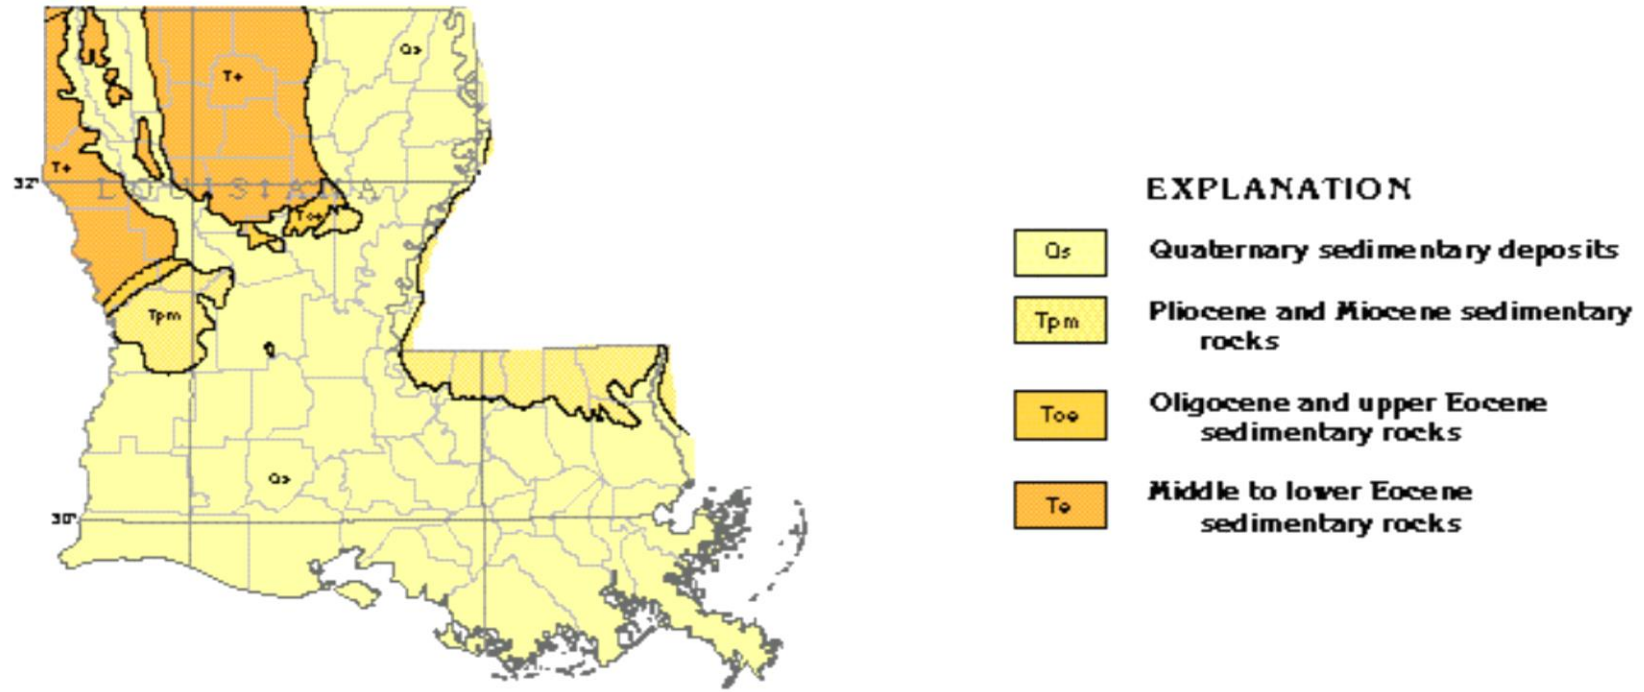 Qs
Te
Te
32°
LOUISIANA
Toe
Tpm
Qs
30°
EXPLANATION
Qs Quaternary sedimentary deposits
Tpm Pliocene and Miocene sedimentary
rocks
Toe Oligocene and upper Eocene
sedimentary rocks
Te Middle to lower Eocene
sedimentary rocks